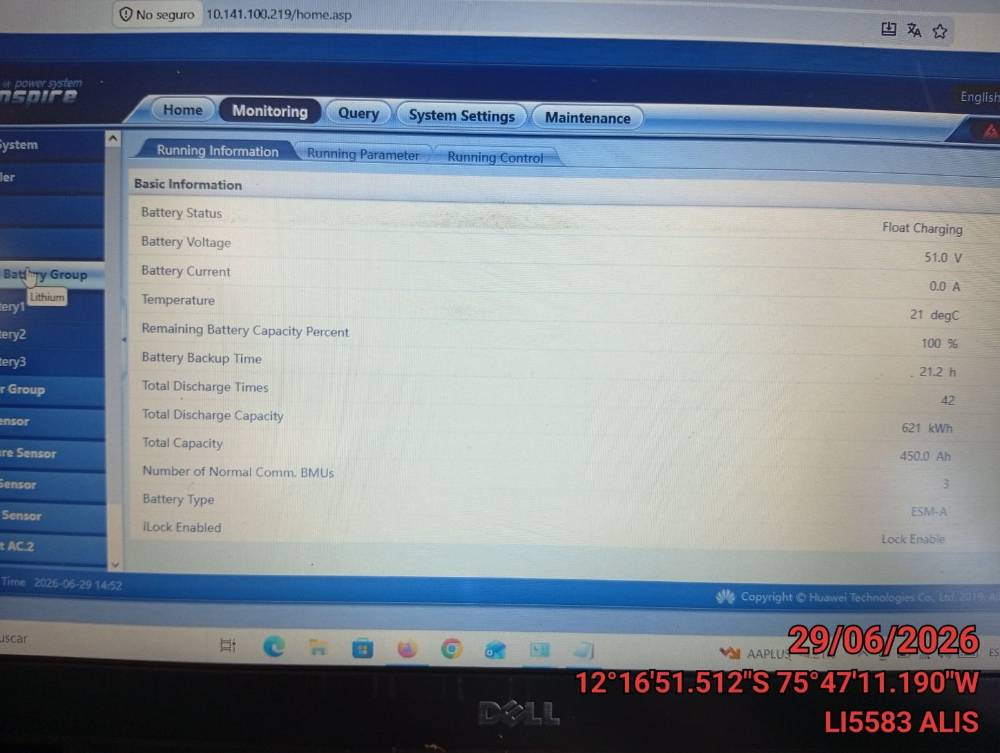 No seguro 10.141.100.219/home.asp
power system
nspire
English
Home Monitoring Query System Settings Maintenance
System
ler
Battery Group
Lithium
tery1
tery2
tery3
r Group
ensor
ure Sensor
Sensor
Sensor
t AC.2
Running Information Running Parameter Running Control
Basic Information
Battery Status Float Charging
Battery Voltage 51.0 V
Battery Current 0.0 A
Temperature 21 degC
Remaining Battery Capacity Percent 100 %
Battery Backup Time 21.2 h
Total Discharge Times 42
Total Discharge Capacity 621 kWh
Total Capacity 450.0 Ah
Number of Normal Comm. BMUs 3
Battery Type ESM-A
iLock Enabled Lock Enable
Time 2026-06-29 14:52
Copyright © Huawei Technologies Co., Ltd. 2019. Al
uscar
AAPLUS
ES
29/06/2026
12°16'51.512"S 75°47'11.190"W
LI5583 ALIS
DELL